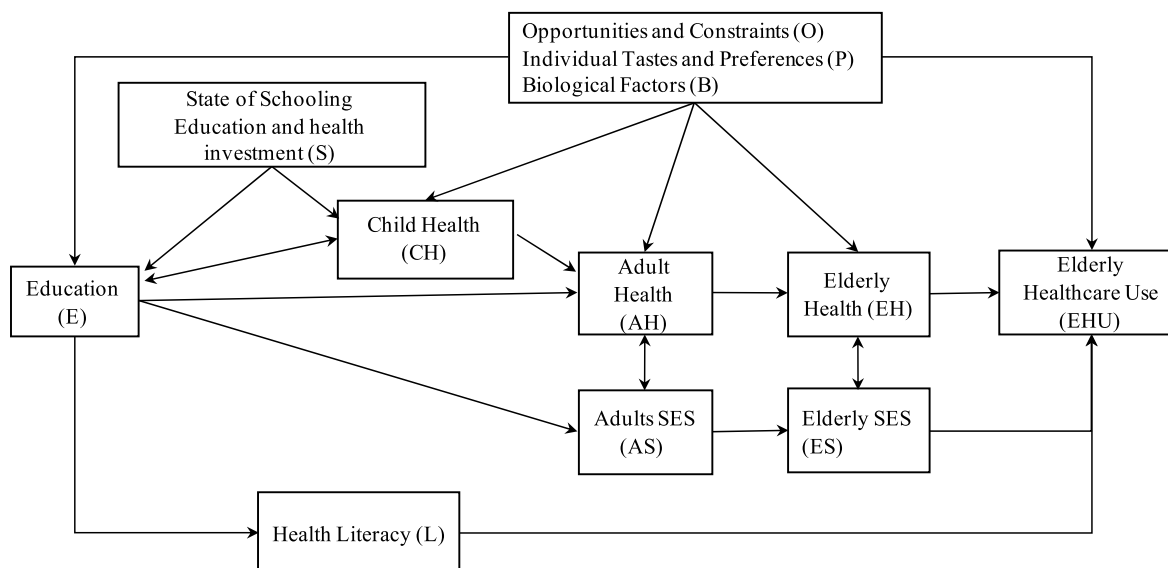 Opportunities and Constraints (O)
Individual Tastes and Preferences (P)
Biological Factors (B)
State of Schooling
Education and health
investment (S)
Child Health
(CH)
Education
(E)
Adult
Health
(AH)
Elderly
Health (EH)
Elderly
Healthcare Use
(EHU)
Adults SES
(AS)
Elderly SES
(ES)
Health Literacy (L)